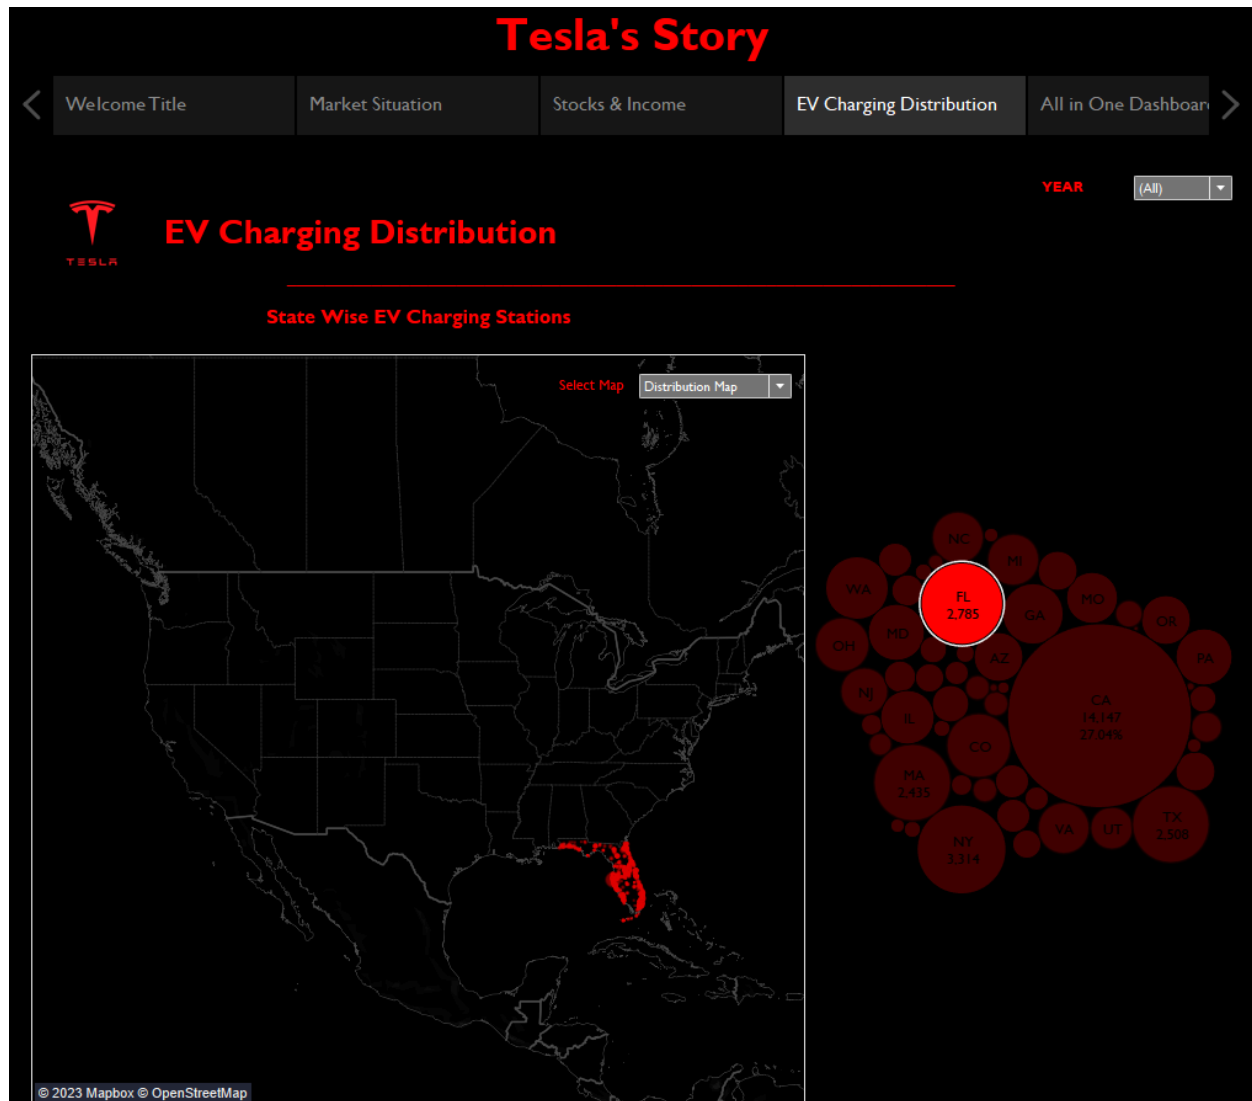 Tesla's Story
Welcome Title
Market Situation
Stocks & Income
EV Charging Distribution
All in One Dashboar
YEAR
(All)
TESLA
EV Charging Distribution
State Wise EV Charging Stations
Select Map
Distribution Map
NC
MI
WA
FL
2,785
MO
GA
OR
MD
OH
AZ
PA
NJ
CA
14,147
27.04%
IL
CO
MA
2,435
TX
2,508
VA
UT
NY
3,314
© 2023 Mapbox © OpenStreetMap